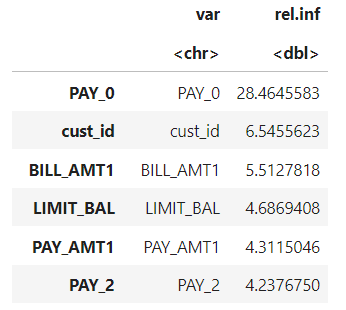 var rel.inf
<chr> <dbl>
PAY_0 PAY_0 28.4645583
cust_id cust_id 6.5455623
BILL_AMT1 BILL_AMT1 5.5127818
LIMIT_BAL LIMIT_BAL 4.6869408
PAY_AMT1 PAY_AMT1 4.3115046
PAY_2 PAY_2 4.2376750